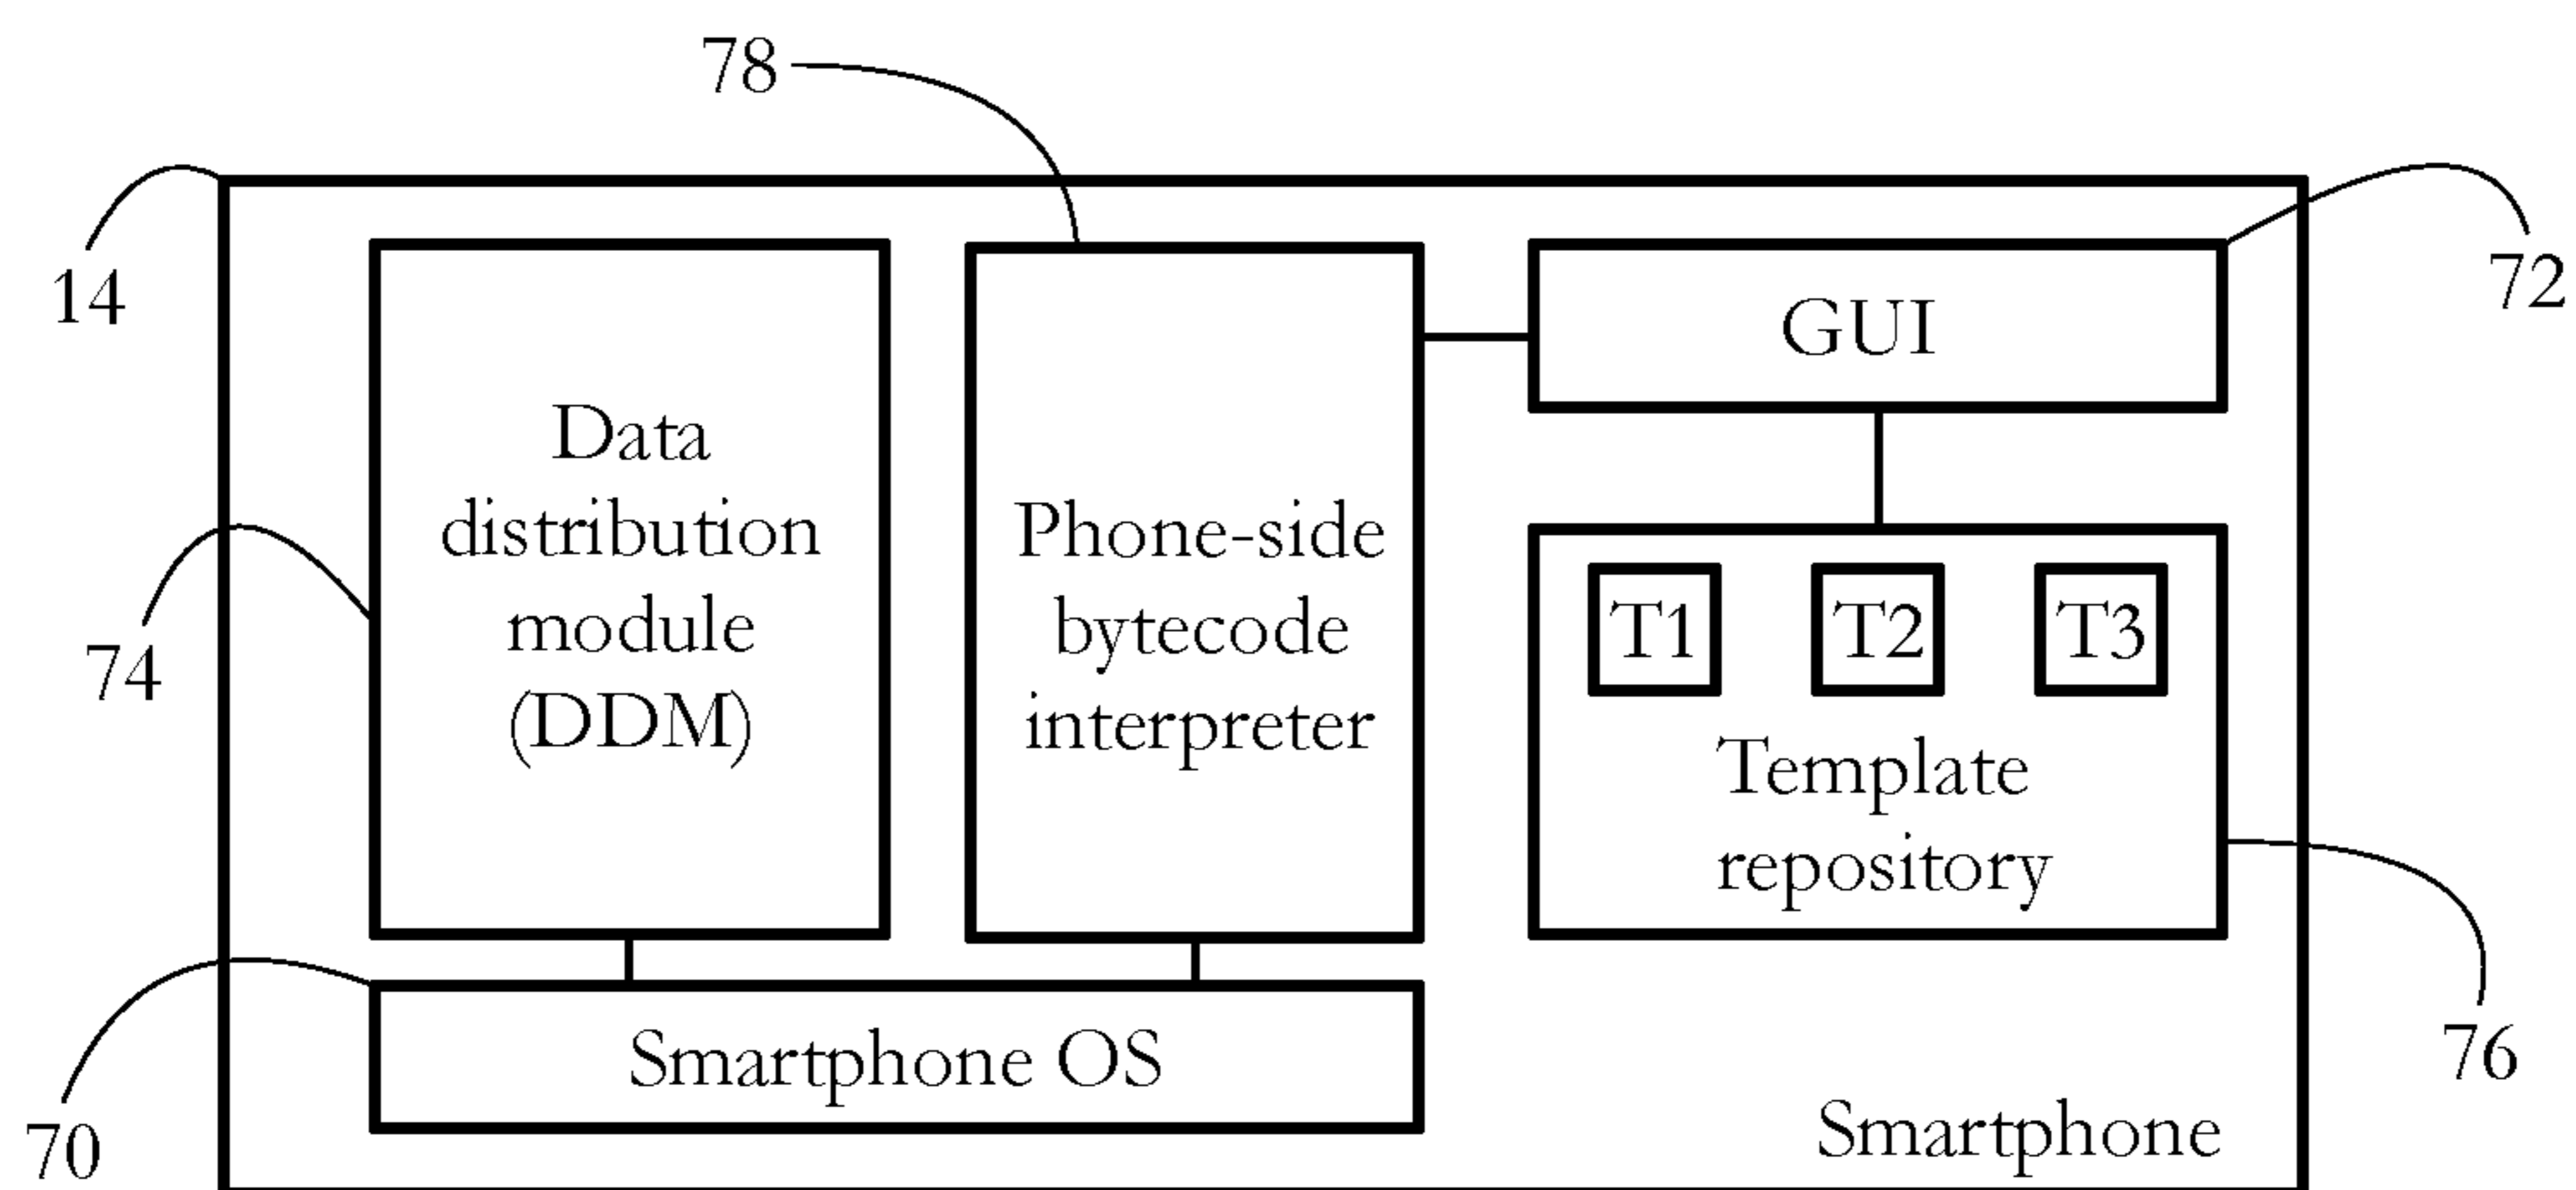 78
14
72
GUI
Data
distribution
module
(DDM)
74
Phone-side
bytecode
interpreter
T1
T2
T3
Template
repository
76
70
Smartphone OS
Smartphone